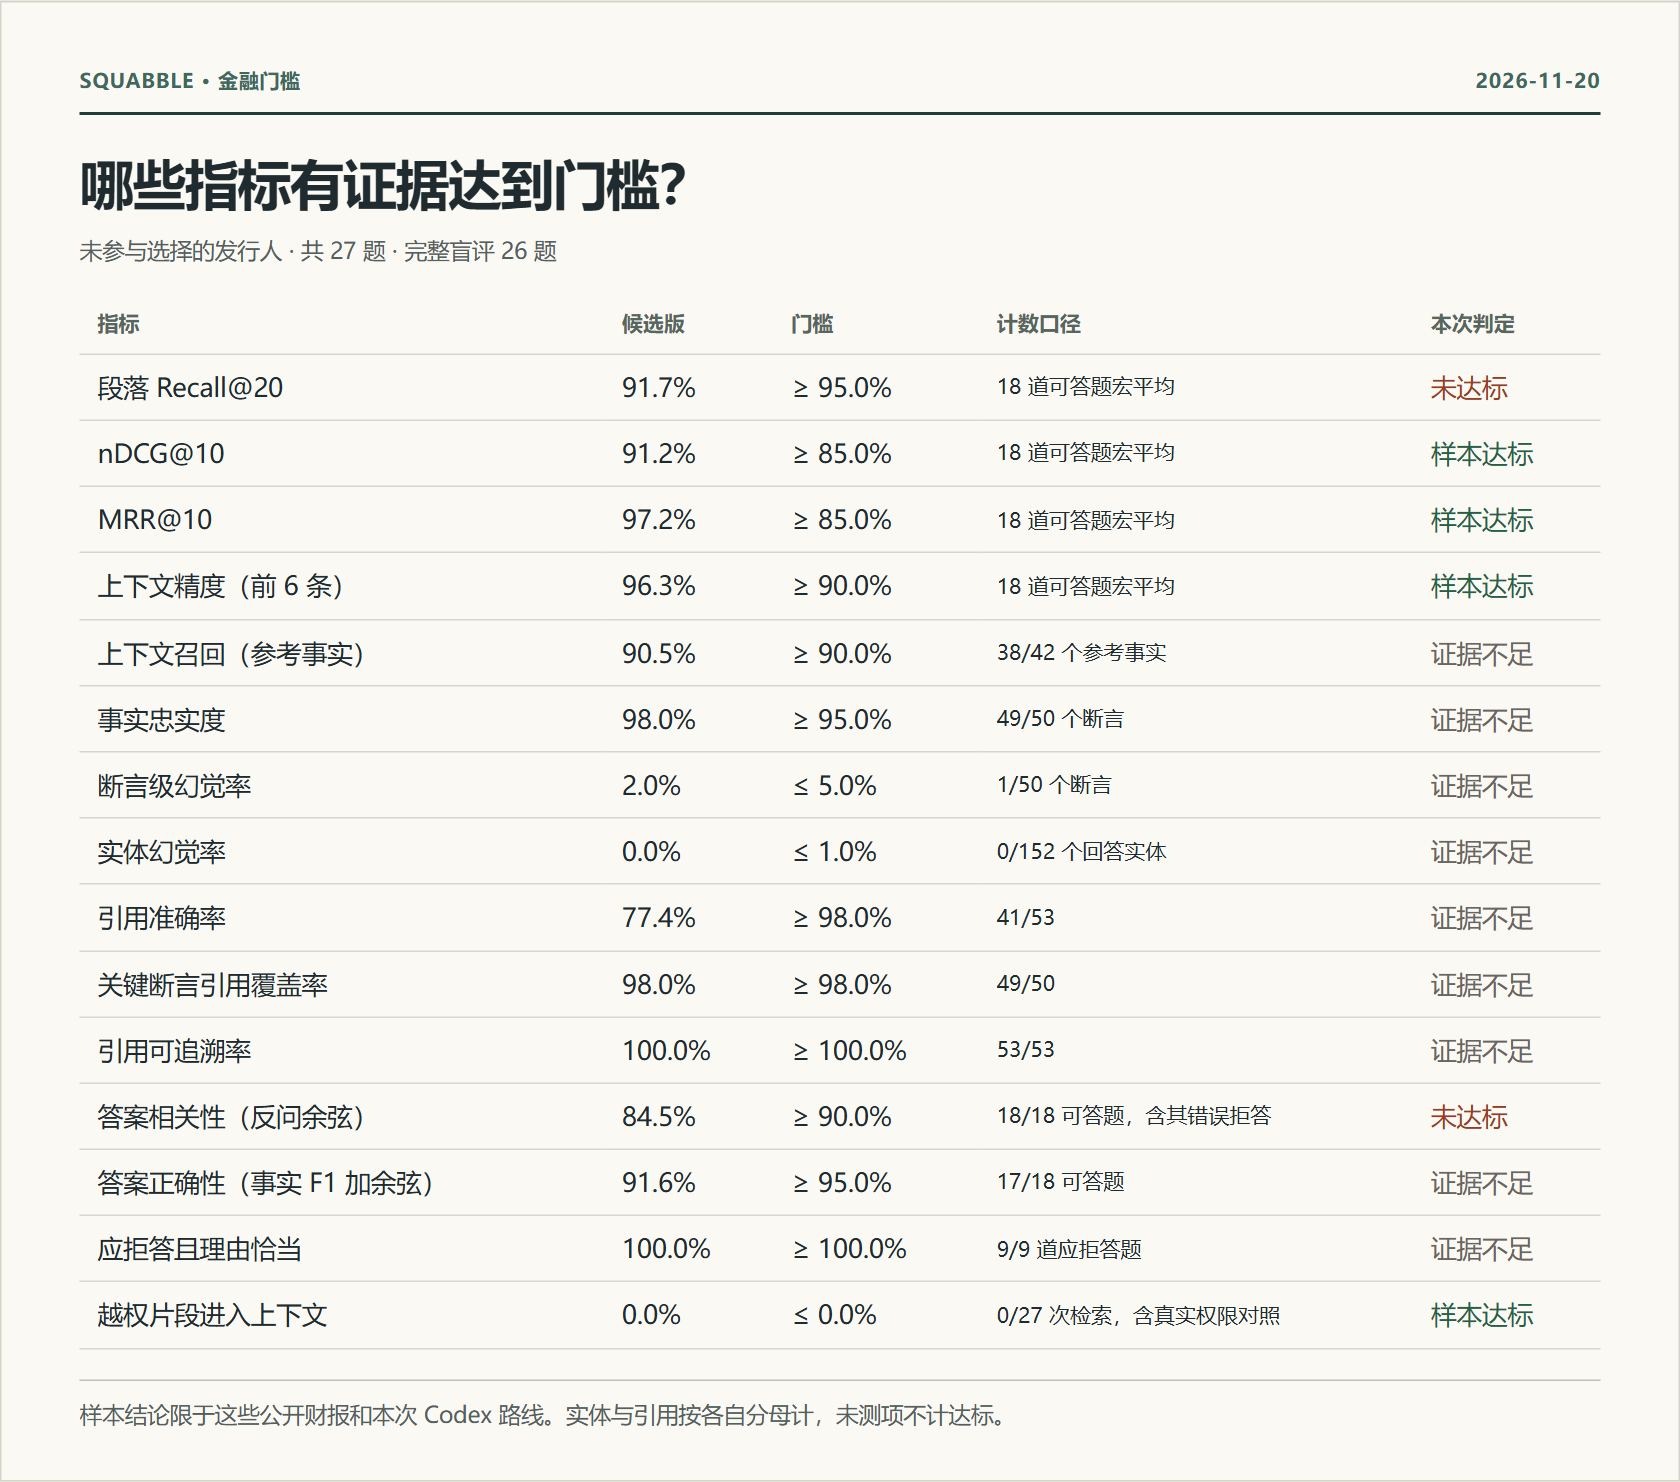 SQUABBLE • 金融门槛 2026-11-20
哪些指标有证据达到门槛？
未参与选择的发行人 · 共 27 题 · 完整盲评 26 题
指标 候选版 门槛 计数口径 本次判定
段落 Recall@20 91.7% ≥ 95.0% 18 道可答题宏平均 未达标
nDCG@10 91.2% ≥ 85.0% 18 道可答题宏平均 样本达标
MRR@10 97.2% ≥ 85.0% 18 道可答题宏平均 样本达标
上下文精度（前 6 条） 96.3% ≥ 90.0% 18 道可答题宏平均 样本达标
上下文召回（参考事实） 90.5% ≥ 90.0% 38/42 个参考事实 证据不足
事实忠实度 98.0% ≥ 95.0% 49/50 个断言 证据不足
断言级幻觉率 2.0% ≤ 5.0% 1/50 个断言 证据不足
实体幻觉率 0.0% ≤ 1.0% 0/152 个回答实体 证据不足
引用准确率 77.4% ≥ 98.0% 41/53 证据不足
关键断言引用覆盖率 98.0% ≥ 98.0% 49/50 证据不足
引用可追溯率 100.0% ≥ 100.0% 53/53 证据不足
答案相关性（反问余弦） 84.5% ≥ 90.0% 18/18 可答题，含其错误拒答 未达标
答案正确性（事实 F1 加余弦） 91.6% ≥ 95.0% 17/18 可答题 证据不足
应拒答且理由恰当 100.0% ≥ 100.0% 9/9 道应拒答题 证据不足
越权片段进入上下文 0.0% ≤ 0.0% 0/27 次检索，含真实权限对照 样本达标
样本结论限于这些公开财报和本次 Codex 路线。实体与引用按各自分母计，未测项不计达标。